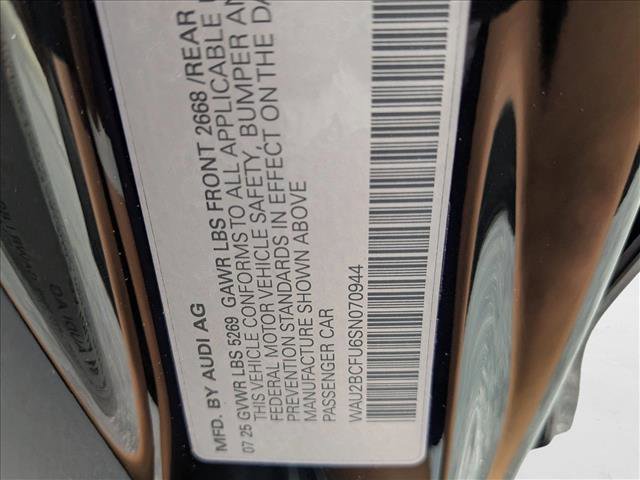 MFD. BY AUDI AG
07 25 GVWR LBS 5269 GAWR LBS FRONT 2668 /REAR
THIS VEHICLE CONFORMS TO ALL APPLICABLE
FEDERAL MOTOR VEHICLE SAFETY, BUMPER AN
PREVENTION STANDARDS IN EFFECT ON THE DA
MANUFACTURE SHOWN ABOVE
PASSENGER CAR
WAU2BCFU6SN070944